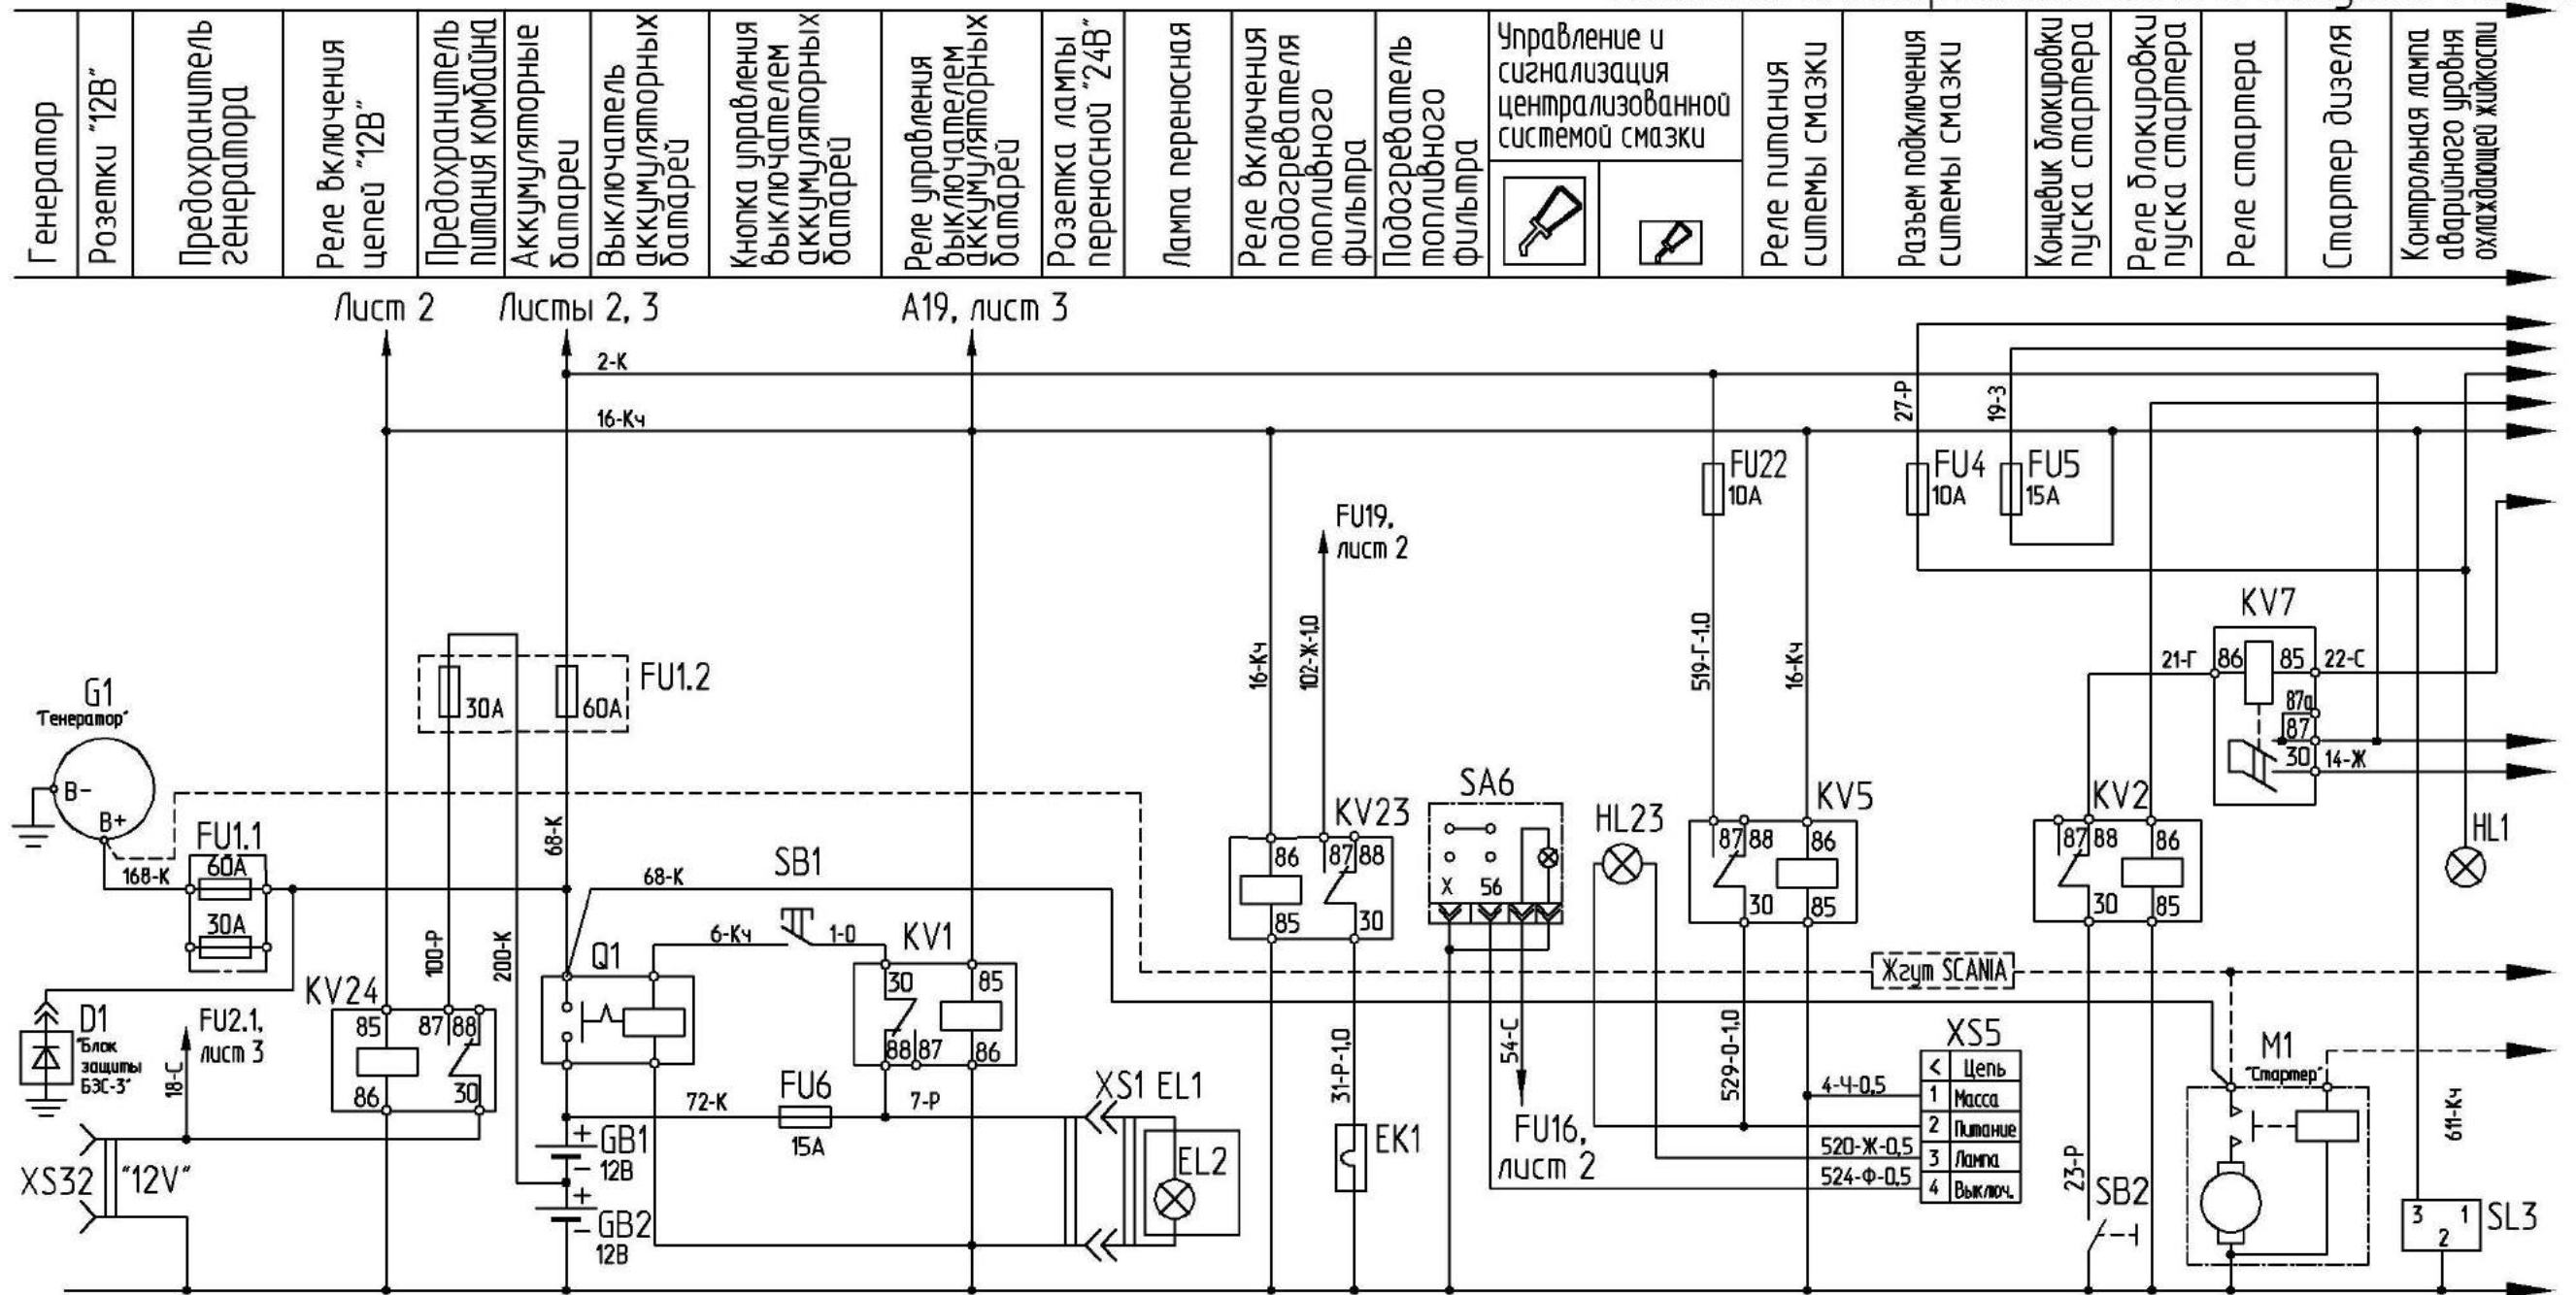 Генератор
Розетки "12В"
Предохранитель
генератора
Реле включения
цепей "12В"
Предохранитель
питания комбайна
Аккумуляторные
батареи
Выключатель
аккумуляторных
батарей
Кнопка управления
выключателем
аккумуляторных
батарей
Реле управления
выключателем
аккумуляторных
батарей
Розетка лампы
переносной "24В"
Лампа переносная
Реле включения
подогревателя
топливного
фильтра
Подогреватель
топливного
фильтра
Управление и
сигнализация
централизованной
системой смазки
Реле питания
ситемы смазки
Разъем подключения
ситемы смазки
Концевик блокировки
пуска стартера
Реле блокировки
пуска стартера
Реле стартера
Стартер дизеля
Контрольная лампа
аварийного уровня
охлаждающей жидкости
Лист 2
Листы 2, 3
А19, лист 3
2-К
16-Кч
27-Р
19-З
FU22
10А
FU4
10А
FU5
15А
FU19,
лист 2
16-Кч
102-Ж-1,0
519-Г-1.0
16-Кч
KV7
21-Г
86
85
22-С
87а
87
30
14-Ж
G1
"Генератор"
В-
В+
30А
60А
FU1.2
FU1.1
60А
30А
168-К
68-К
68-К
SB1
6-Кч
1-О
100-Р
200-К
Q1
KV1
30
85
88
87
86
KV24
85
87
88
86
30
D1
"Блок
защиты
БЗС-3"
FU2.1,
лист 3
18-С
XS32
"12V"
72-К
FU6
15А
7-Р
XS1
EL1
EL2
+
GB1
-
12В
+
GB2
-
12В
KV23
86
87
88
85
30
31-Р-1,0
EK1
SA6
X
56
54-С
FU16,
лист 2
HL23
KV5
87
88
86
30
85
529-О-1,0
Жгут SCANIA
XS5
<
Цепь
1
Масса
2
Питание
3
Лампа
4
Выключ.
4-Ч-0,5
520-Ж-0,5
524-Ф-0,5
KV2
87
88
86
30
85
23-Р
SB2
M1
"Стартер"
HL1
611-Кч
3
1
2
SL3